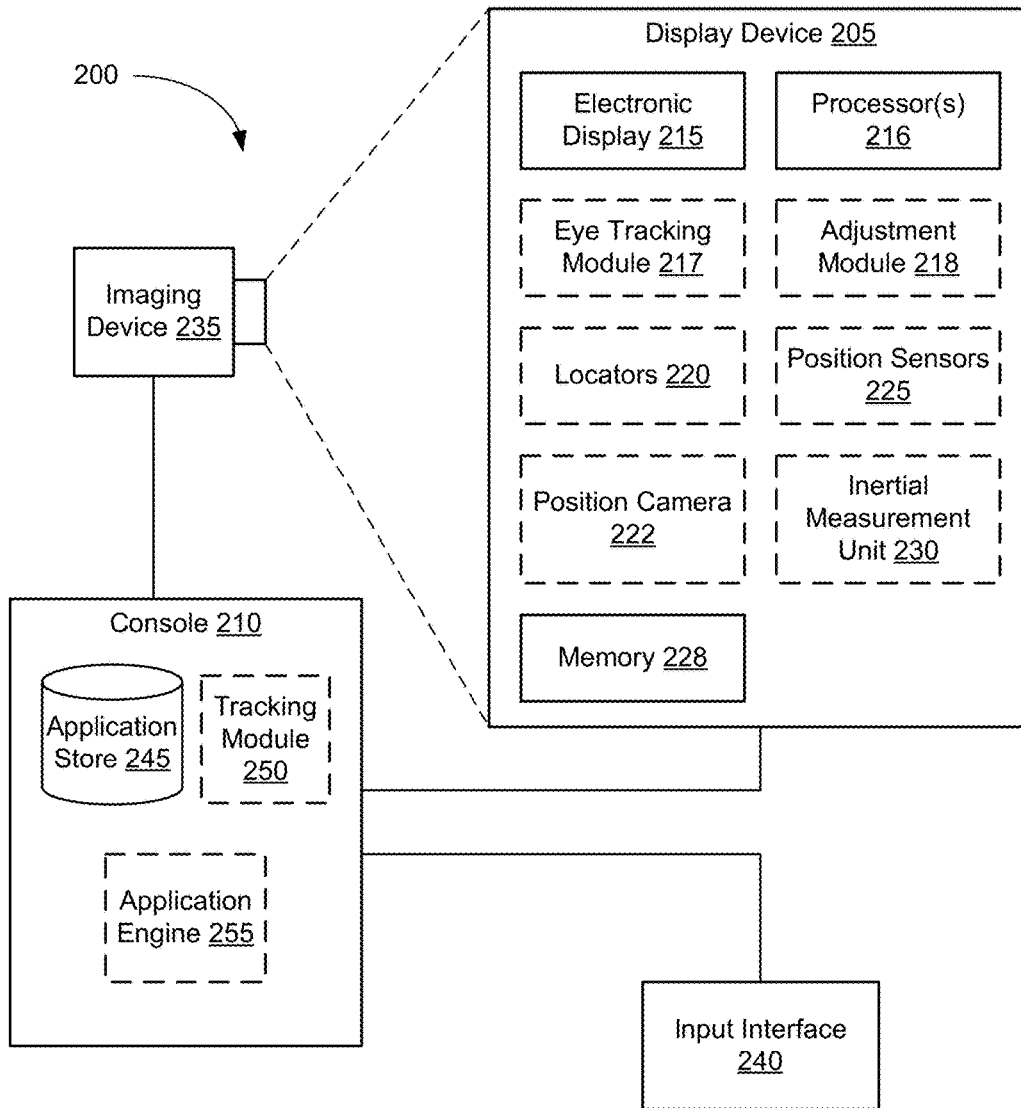 Display Device 205
200
Electronic
Display 215
Processor(s)
216
Eye Tracking
Module 217
Adjustment
Module 218
Imaging
Device 235
Locators 220
Position Sensors
225
Position Camera
222
Inertial
Measurement
Unit 230
Memory 228
Console 210
Application
Store 245
Tracking
Module
250
Application
Engine 255
Input Interface
240